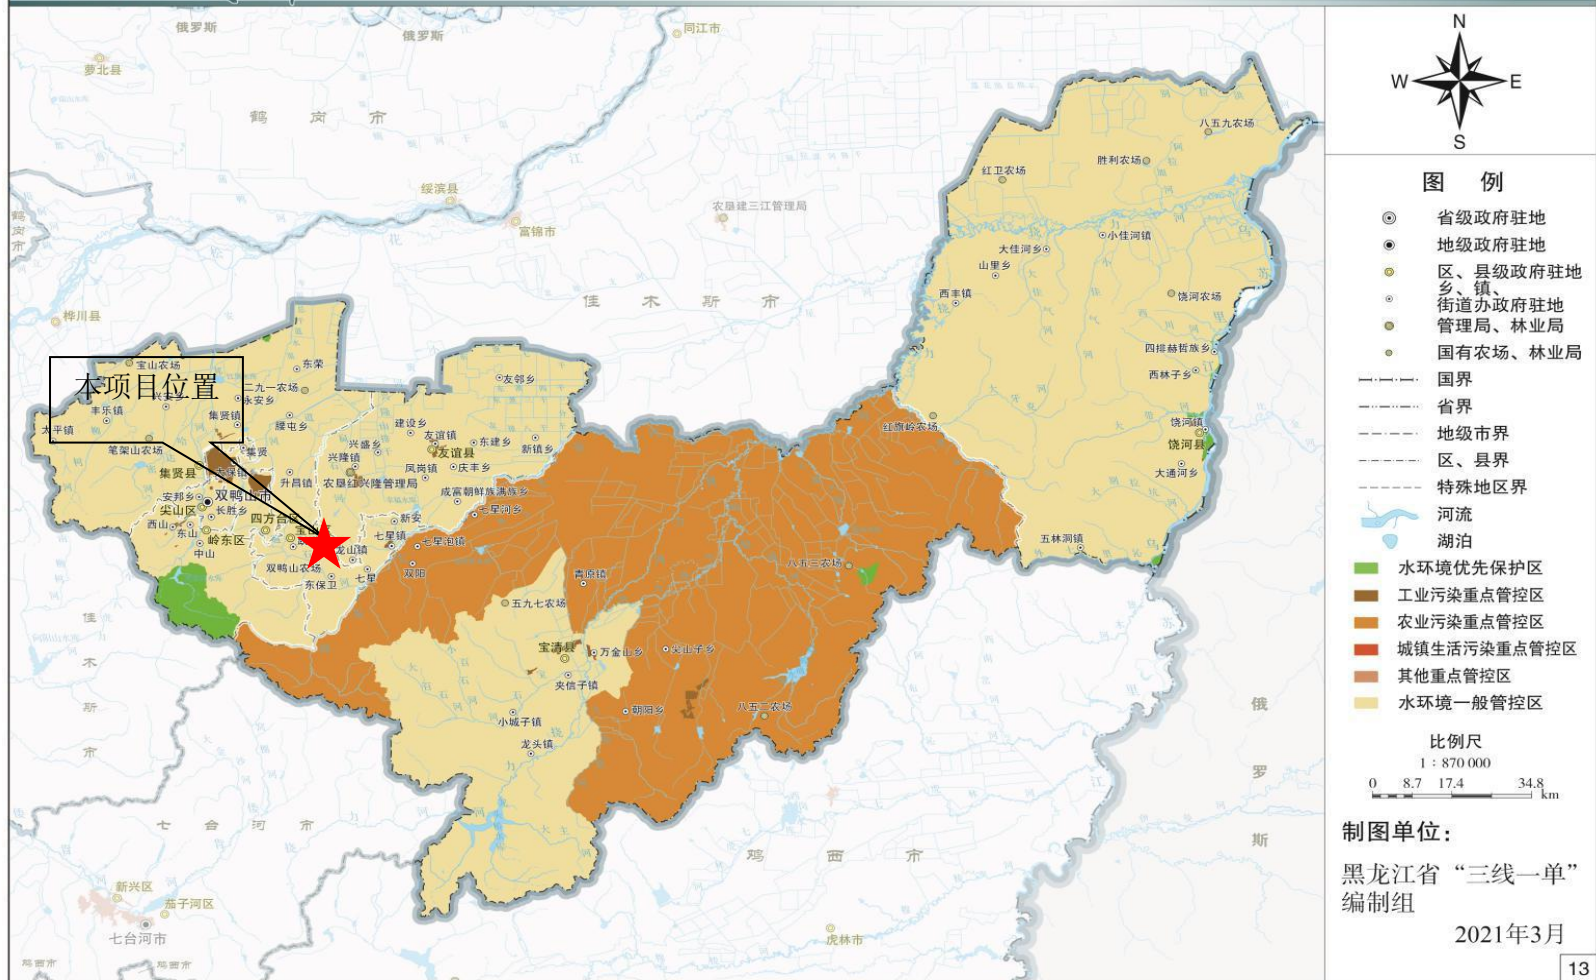 俄罗斯
俄罗斯
同江市
萝北县
鹤岗市
绥滨县
富锦市
农垦建三江管理局
鹤岗市
桦川县
佳木斯市
八五九农场
胜利农场
红卫农场
小佳河镇
大佳河乡
山里乡
西丰镇
饶河农场
四排赫哲族乡
西林子乡
饶河镇
饶河县
大通河乡
红旗岭农场
五林洞镇
宝山农场
本项目位置
东荣
二九一农场
永安乡
丰乐镇
集贤镇
腰屯乡
太平镇
笔架山农场
集贤
集贤县
升昌镇
安邦乡
双鸭山市
尖山区
长胜乡
四方台区
西山
东山
岭东区
中山
双鸭山农场
龙山镇
东保卫
七星
友邻乡
建设乡
友谊镇
东建乡
新镇乡
兴盛乡
兴隆镇
友谊县
凤岗镇
庆丰乡
农垦红兴隆管理局
成富朝鲜族满族乡
七星河乡
新安
七星镇
七星泡镇
双阳
青原镇
五九七农场
八五三农场
宝清县
万金山乡
尖山子乡
夹信子镇
朝阳乡
八五二农场
小城子镇
龙头镇
佳木斯市
七台河市
鸡西市
俄罗斯
新兴区
茄子河区
七台河市
虎林市
鸡西市
鸡西市
N
W
E
S
图例
省级政府驻地
地级政府驻地
区、县级政府驻地
乡、镇、
街道办政府驻地
管理局、林业局
国有农场、林业局
国界
省界
地级市界
区、县界
特殊地区界
河流
湖泊
水环境优先保护区
工业污染重点管控区
农业污染重点管控区
城镇生活污染重点管控区
其他重点管控区
水环境一般管控区
比例尺
1：870 000
0 8.7 17.4 34.8
km
制图单位：
黑龙江省“三线一单”
编制组
2021年3月
13